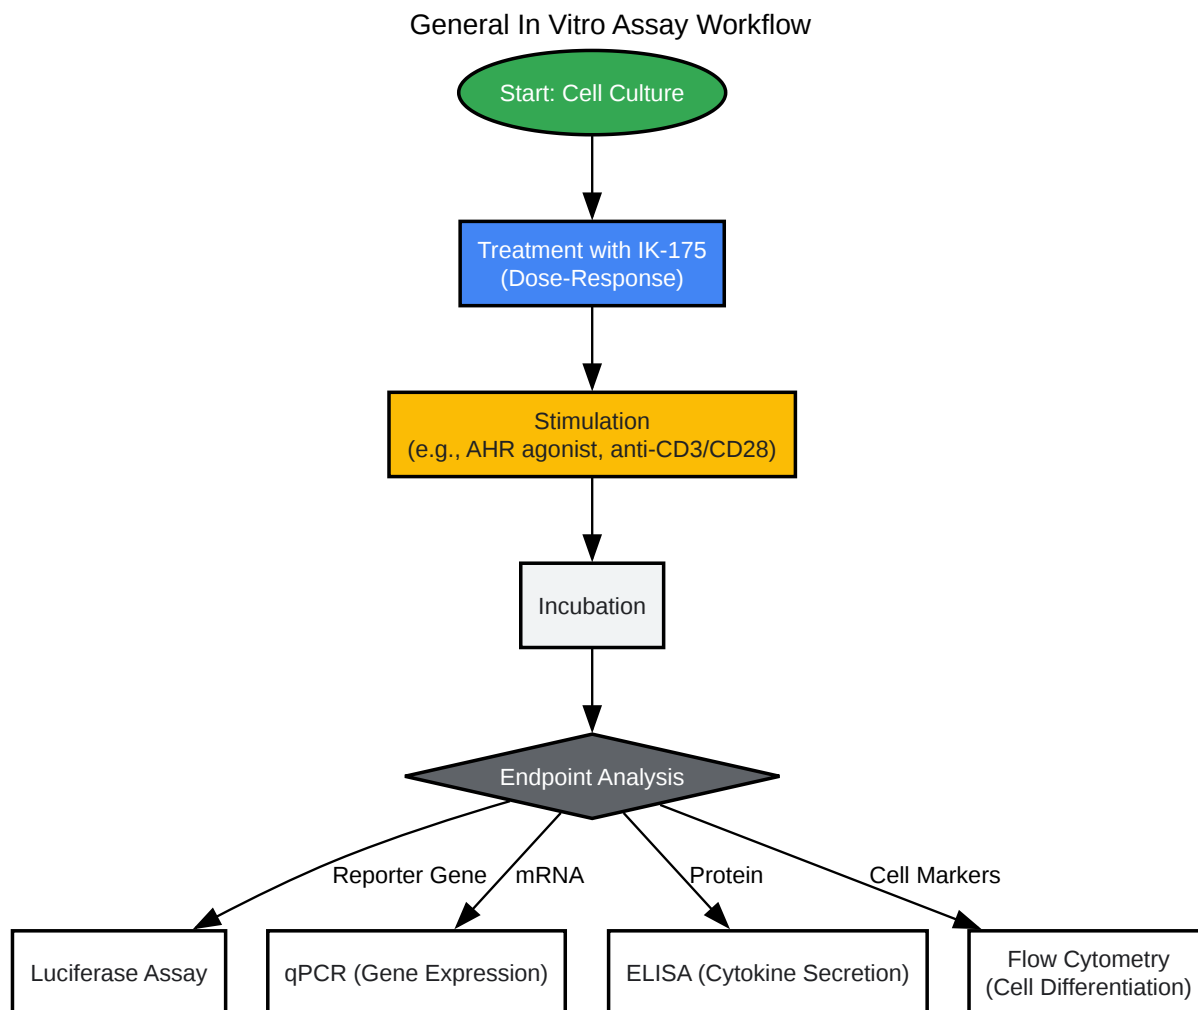 General In Vitro Assay Workflow
Start: Cell Culture
Treatment with IK-175
(Dose-Response)
Stimulation
(e.g., AHR agonist, anti-CD3/CD28)
Incubation
Endpoint Analysis
Reporter Gene
mRNA
Protein
Cell Markers
Luciferase Assay
qPCR (Gene Expression)
ELISA (Cytokine Secretion)
Flow Cytometry
(Cell Differentiation)